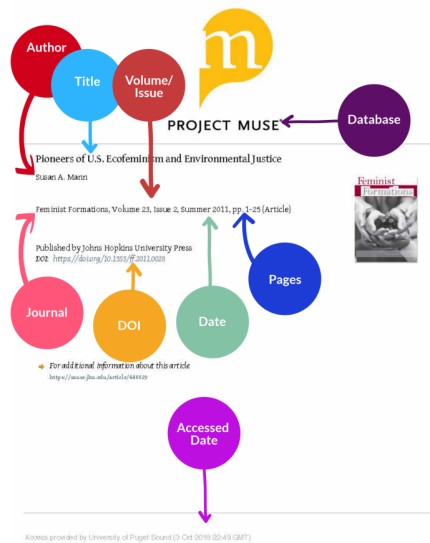 Author
Title
Volume/
Issue
m
PROJECT MUSE®
Database
Pioneers of U.S. Ecofeminism and Environmental Justice
Susan A. Mann
Feminist Formations, Volume 23, Issue 2, Summer 2011, pp. 1-25 (Article)
Feminist
Formations
Published by Johns Hopkins University Press
DOI: https://doi.org/10.1353/ff.2011.0028
Journal
DOI
Date
Pages
For additional information about this article
Accessed
Date
Access provided by University of Puget Sound (3 Oct 2019 22:49 GMT)